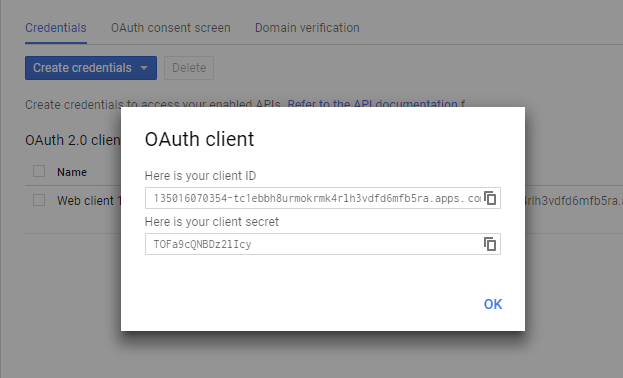 Credentials OAuth consent screen Domain verification
Create credentials Delete
Create credentials to access your enabled APIs. Refer to the API documentation f
OAuth 2.0 clien
OAuth client
Name
Here is your client ID
135016070354-tc1ebbh8urmokrmk4rlh3vdfd6mfb5ra.apps.co
Web client 1 rlh3vdfd6mfb5ra.
Here is your client secret
TOFa9cQNBDz2lIcy
OK